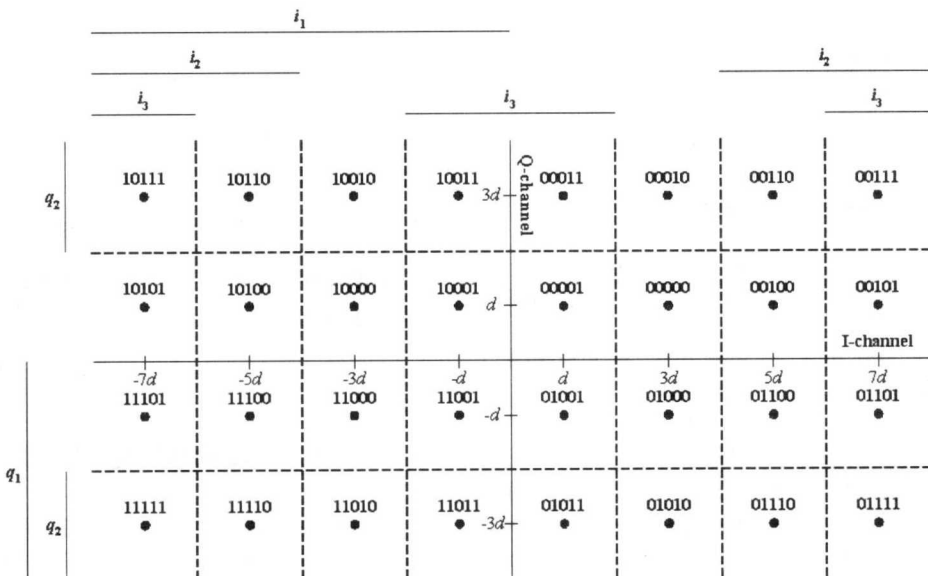 i₁
i₂ i₂
i₃ i₃ i₃
Q-channel
q₂ 10111 10110 10010 10011 00011 00010 00110 00111
3d
10101 10100 10000 10001 00001 00000 00100 00101
d
I-channel
-7d -5d -3d -d d 3d 5d 7d
11101 11100 11000 11001 01001 01000 01100 01101
-d
q₁
11111 11110 11010 11011 01011 01010 01110 01111
q₂ -3d